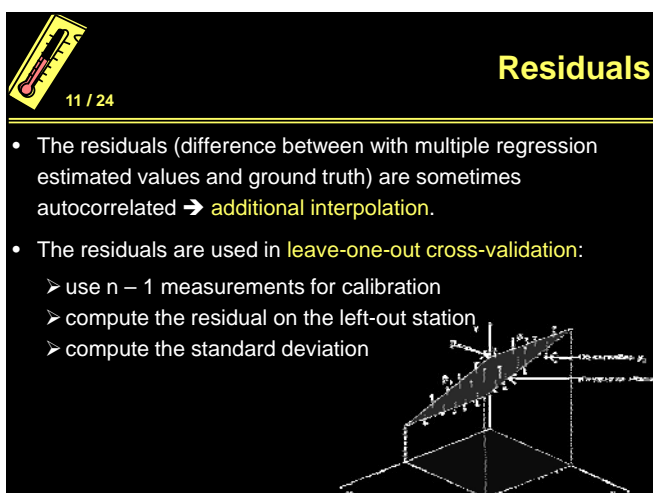 Residuals
11 / 24
• The residuals (difference between with multiple regression
estimated values and ground truth) are sometimes
autocorrelated ➔ additional interpolation.
• The residuals are used in leave-one-out cross-validation:
➢ use n – 1 measurements for calibration
➢ compute the residual on the left-out station
➢ compute the standard deviation